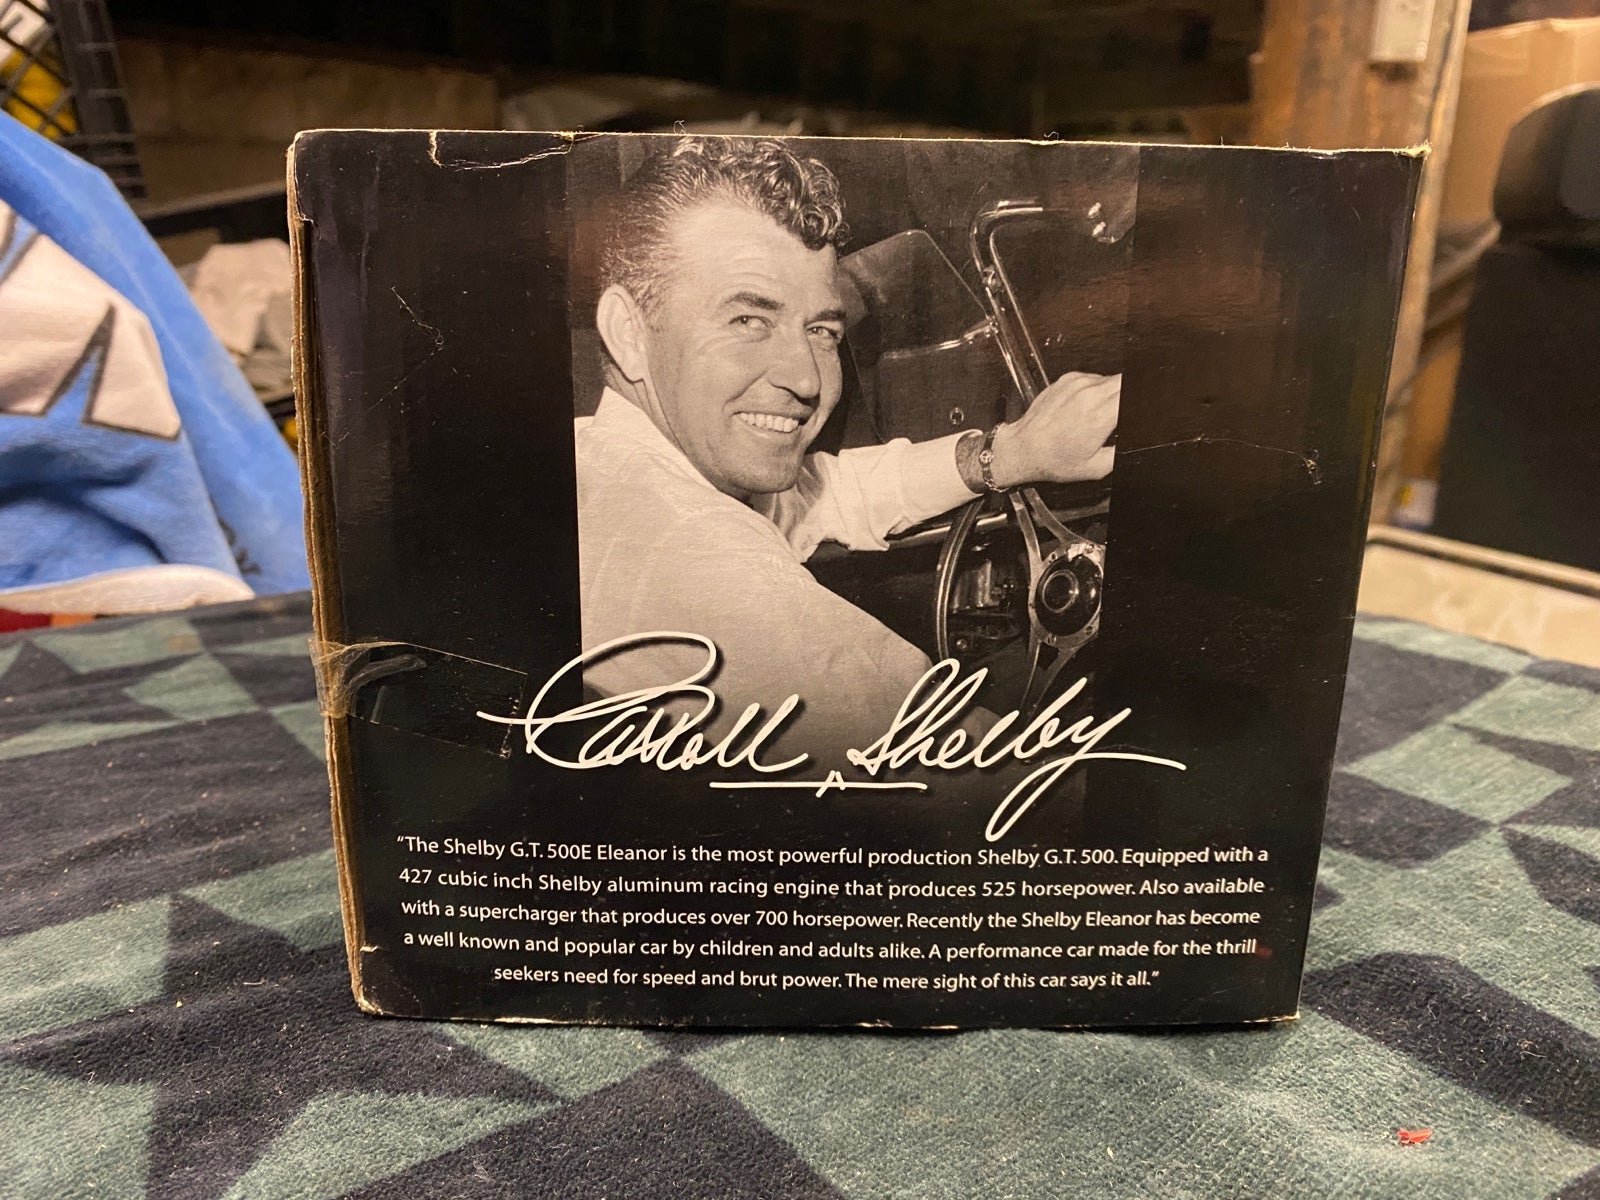 Carroll Shelby
"The Shelby G.T. 500E Eleanor is the most powerful production Shelby G.T. 500. Equipped with a
427 cubic inch Shelby aluminum racing engine that produces 525 horsepower. Also available
with a supercharger that produces over 700 horsepower. Recently the Shelby Eleanor has become
a well known and popular car by children and adults alike. A performance car made for the thrill
seekers need for speed and brut power. The mere sight of this car says it all."